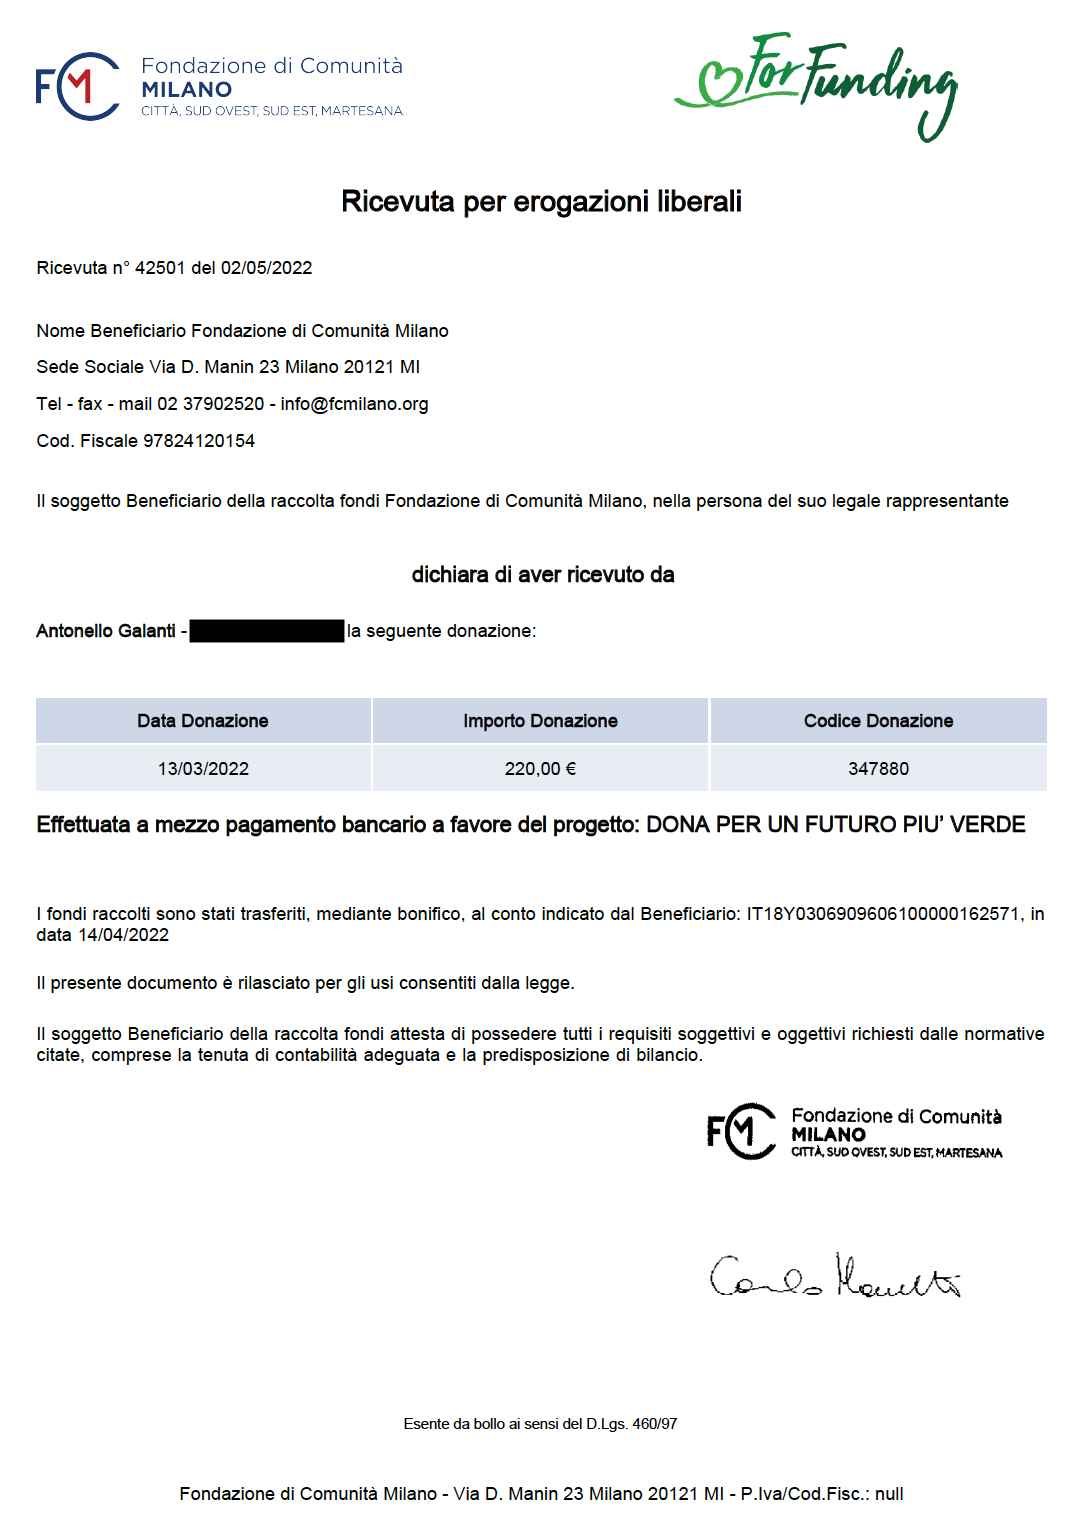 FCM Fondazione di Comunità
MILANO
CITTÀ, SUD OVEST, SUD EST, MARTESANA
ForFunding
Ricevuta per erogazioni liberali
Ricevuta n° 42501 del 02/05/2022
Nome Beneficiario Fondazione di Comunità Milano
Sede Sociale Via D. Manin 23 Milano 20121 MI
Tel - fax - mail 02 37902520 - info@fcmilano.org
Cod. Fiscale 97824120154
Il soggetto Beneficiario della raccolta fondi Fondazione di Comunità Milano, nella persona del suo legale rappresentante
dichiara di aver ricevuto da
Antonello Galanti - la seguente donazione:
Data Donazione Importo Donazione Codice Donazione
13/03/2022 220,00 € 347880
Effettuata a mezzo pagamento bancario a favore del progetto: DONA PER UN FUTURO PIU’ VERDE
I fondi raccolti sono stati trasferiti, mediante bonifico, al conto indicato dal Beneficiario: IT18Y0306909606100000162571, in
data 14/04/2022
Il presente documento è rilasciato per gli usi consentiti dalla legge.
Il soggetto Beneficiario della raccolta fondi attesta di possedere tutti i requisiti soggettivi e oggettivi richiesti dalle normative
citate, comprese la tenuta di contabilità adeguata e la predisposizione di bilancio.
FCM Fondazione di Comunità
MILANO
CITTÀ, SUD OVEST, SUD EST, MARTESANA
Carlo
Esente da bollo ai sensi del D.Lgs. 460/97
Fondazione di Comunità Milano - Via D. Manin 23 Milano 20121 MI - P.Iva/Cod.Fisc.: null